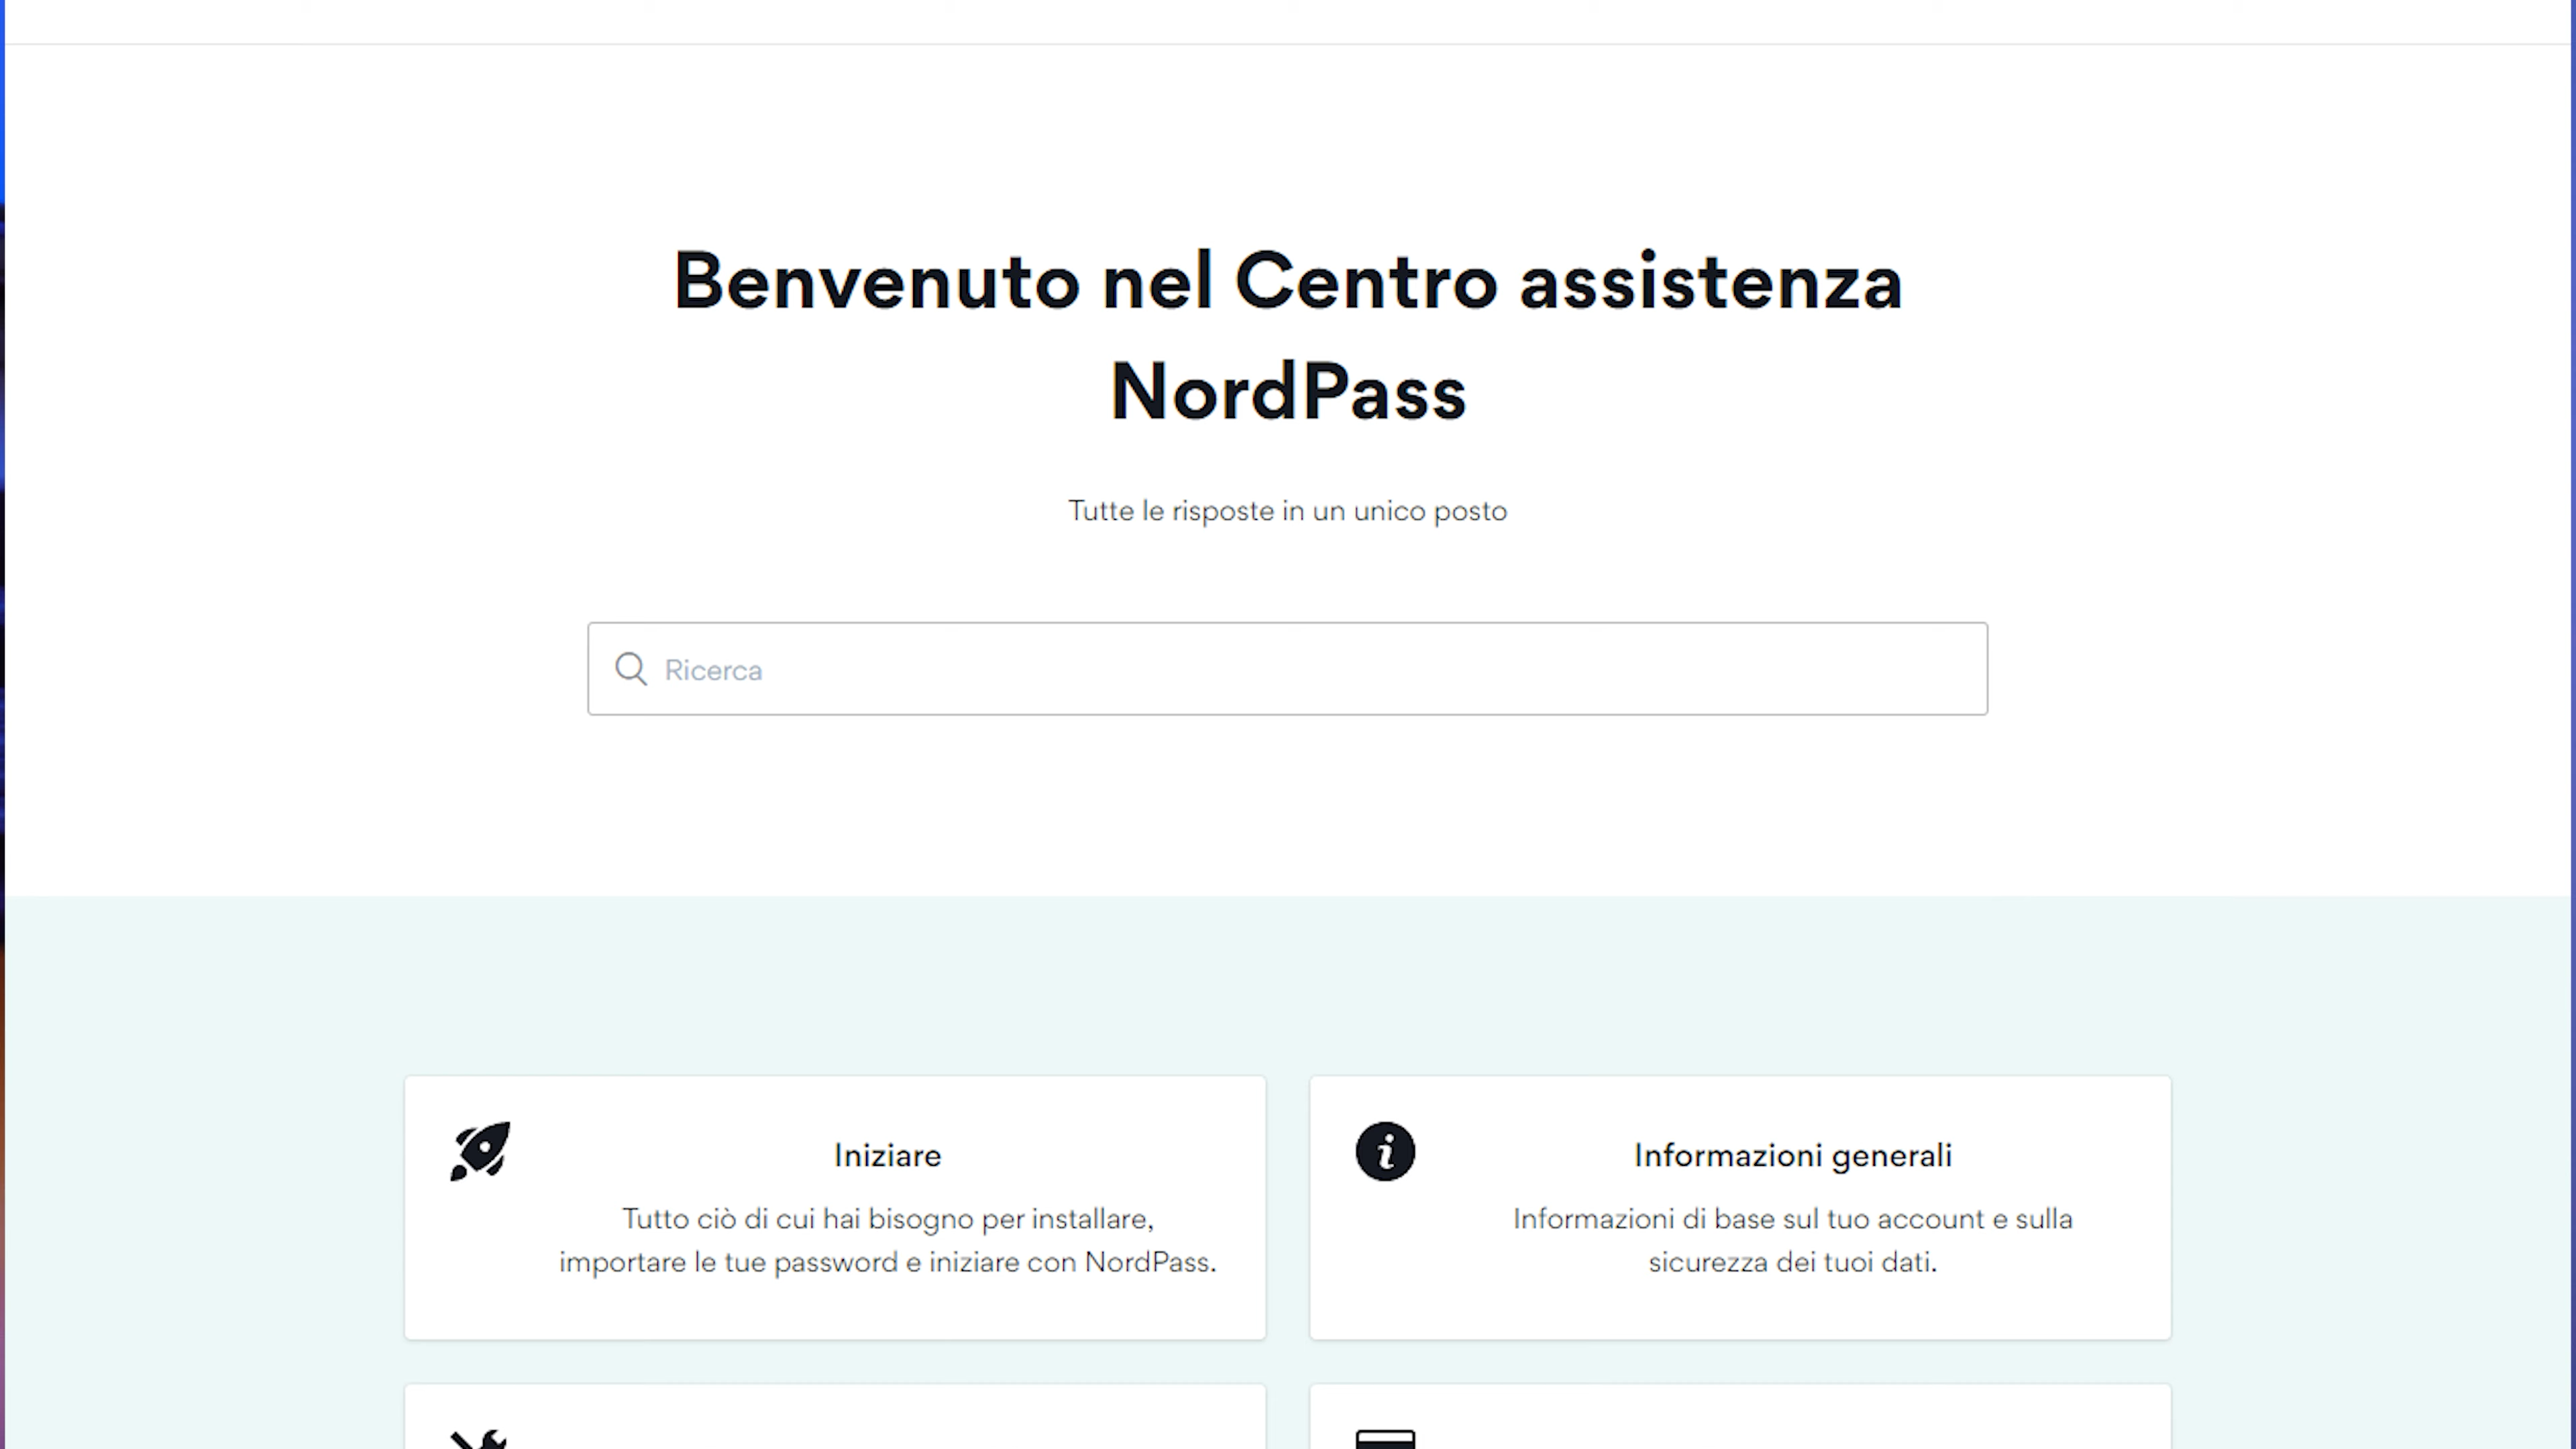 Benvenuto nel Centro assistenza
NordPass
Tutte le risposte in un unico posto
Ricerca
Iniziare
Tutto ciò di cui hai bisogno per installare,
importare le tue password e iniziare con NordPass.
Informazioni generali
Informazioni di base sul tuo account e sulla
sicurezza dei tuoi dati.